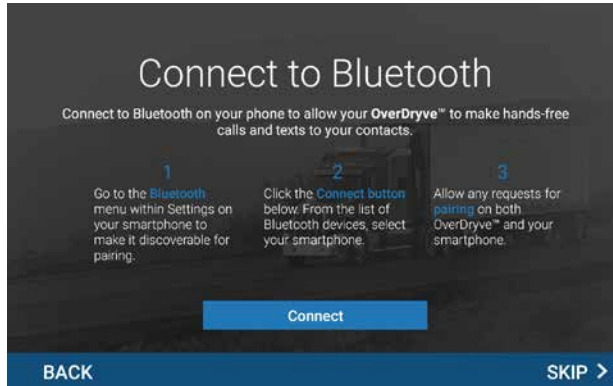 Connect to Bluetooth
Connect to Bluetooth on your phone to allow your OverDryve™ to make hands-free
calls and texts to your contacts.
1
Go to the Bluetooth
menu within Settings on
your smartphone to
make it discoverable for
pairing.
2
Click the Connect button
below. From the list of
Bluetooth devices, select
your smartphone.
3
Allow any requests for
pairing on both
OverDryve™ and your
smartphone.
Connect
BACK
SKIP >